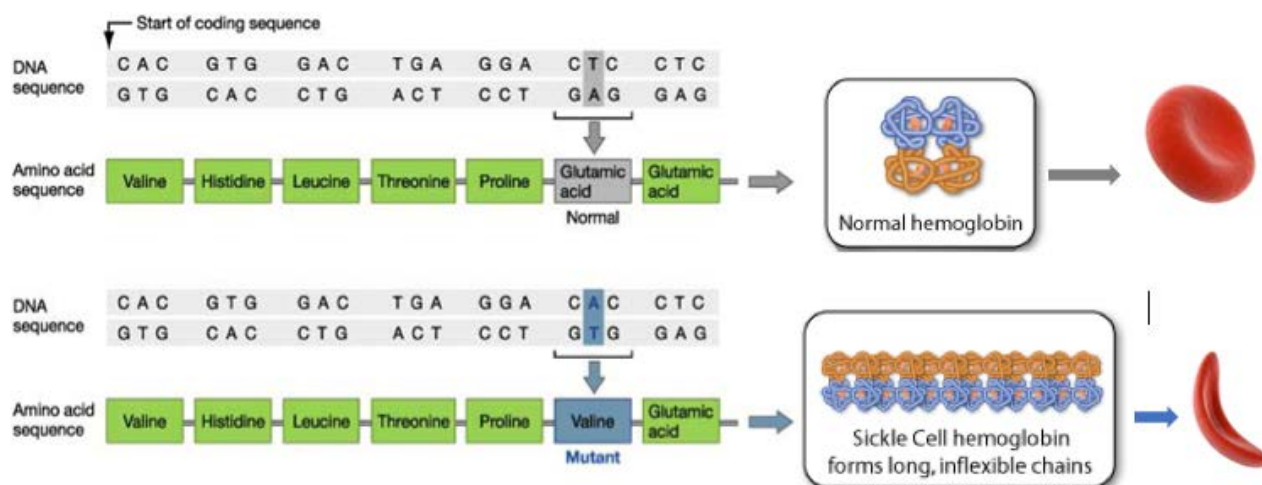 Start of coding sequence
DNA sequence
C A C G T G G A C T G A G G A C T C C T C
G T G C A C C T G A C T C C T G A G G A G
Amino acid sequence
Valine Histidine Leucine Threonine Proline Glutamic acid Glutamic acid
Normal
Normal hemoglobin
DNA sequence
C A C G T G G A C T G A G G A C A C C T C
G T G C A C C T G A C T C C T G T G G A G
Amino acid sequence
Valine Histidine Leucine Threonine Proline Valine Glutamic acid
Mutant
Sickle Cell hemoglobin
forms long, inflexible chains